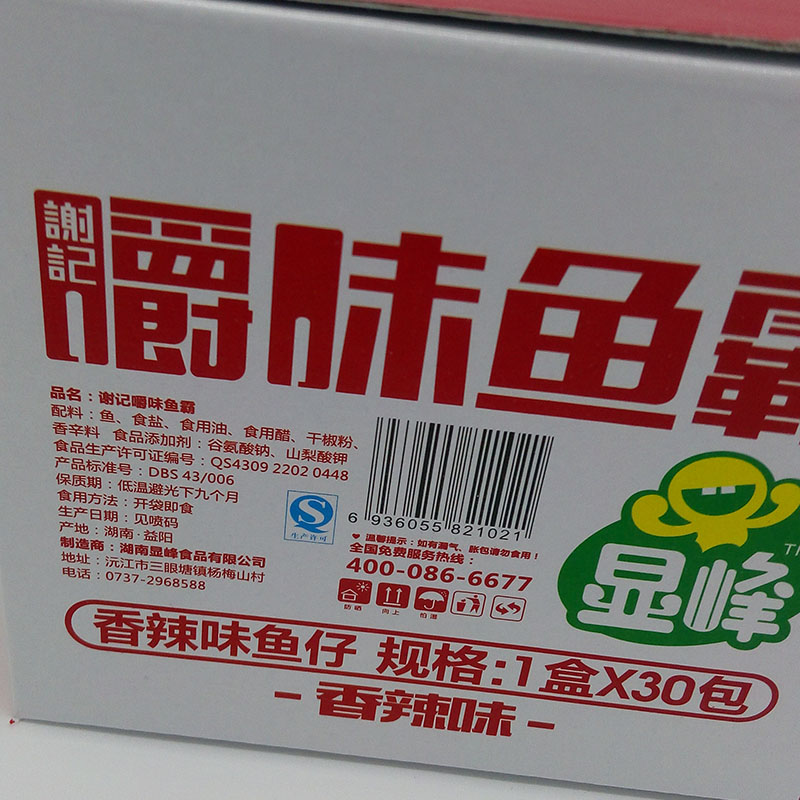 謝記
嚼味鱼霸
品名：谢记嚼味鱼霸
配料：鱼、食盐、食用油、食用醋、干椒粉、
香辛料 食品添加剂：谷氨酸钠、山梨酸钾
食品生产许可证编号：QS4309 2202 0448
产品标准号：DBS 43/006
保质期：低温避光下九个月
食用方法：开袋即食
生产日期：见喷码
产地：湖南·益阳
制造商：湖南显峰食品有限公司
地址：沅江市三眼塘镇杨梅山村
电话：0737-2968588
QS
生产许可
6 936055 821021
♥ 温馨提示：如有漏气、胀包请勿食用！
全国免费服务热线：
400-086-6677
防晒 向上 怕湿
显峰
TM
香辣味鱼仔 规格:1盒X30包
-香辣味-